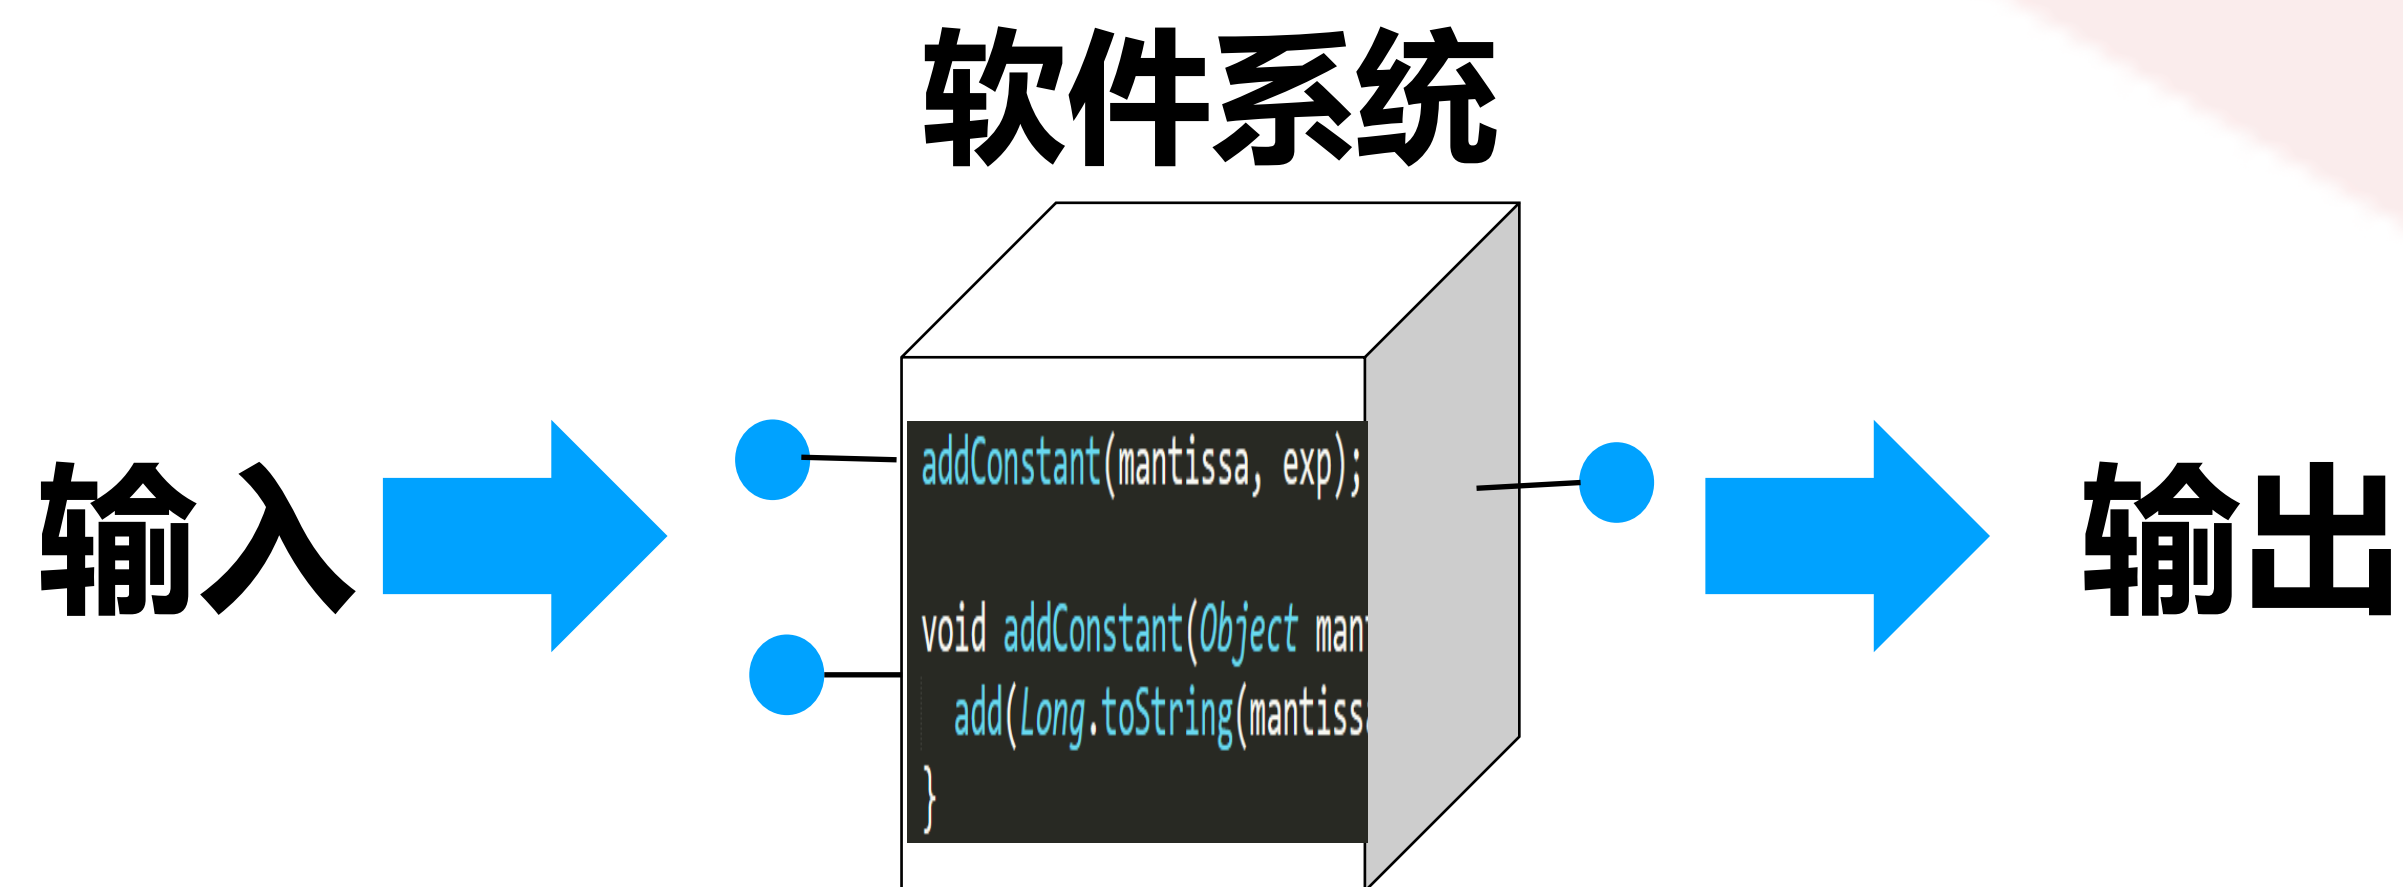 软件系统
输入
addConstant(mantissa, exp);
void addConstant(Object man
add(Long.toString(mantiss
}
输出